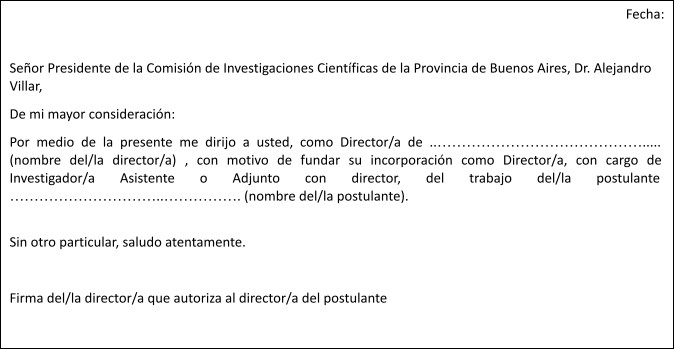 Fecha:
Señor Presidente de la Comisión de Investigaciones Científicas de la Provincia de Buenos Aires, Dr. Alejandro
Villar,
De mi mayor consideración:
Por medio de la presente me dirijo a usted, como Director/a de ..……………………………………….....
(nombre del/la director/a) , con motivo de fundar su incorporación como Director/a, con cargo de
Investigador/a Asistente o Adjunto con director, del trabajo del/la postulante
…………………………..……………. (nombre del/la postulante).
Sin otro particular, saludo atentamente.
Firma del/la director/a que autoriza al director/a del postulante